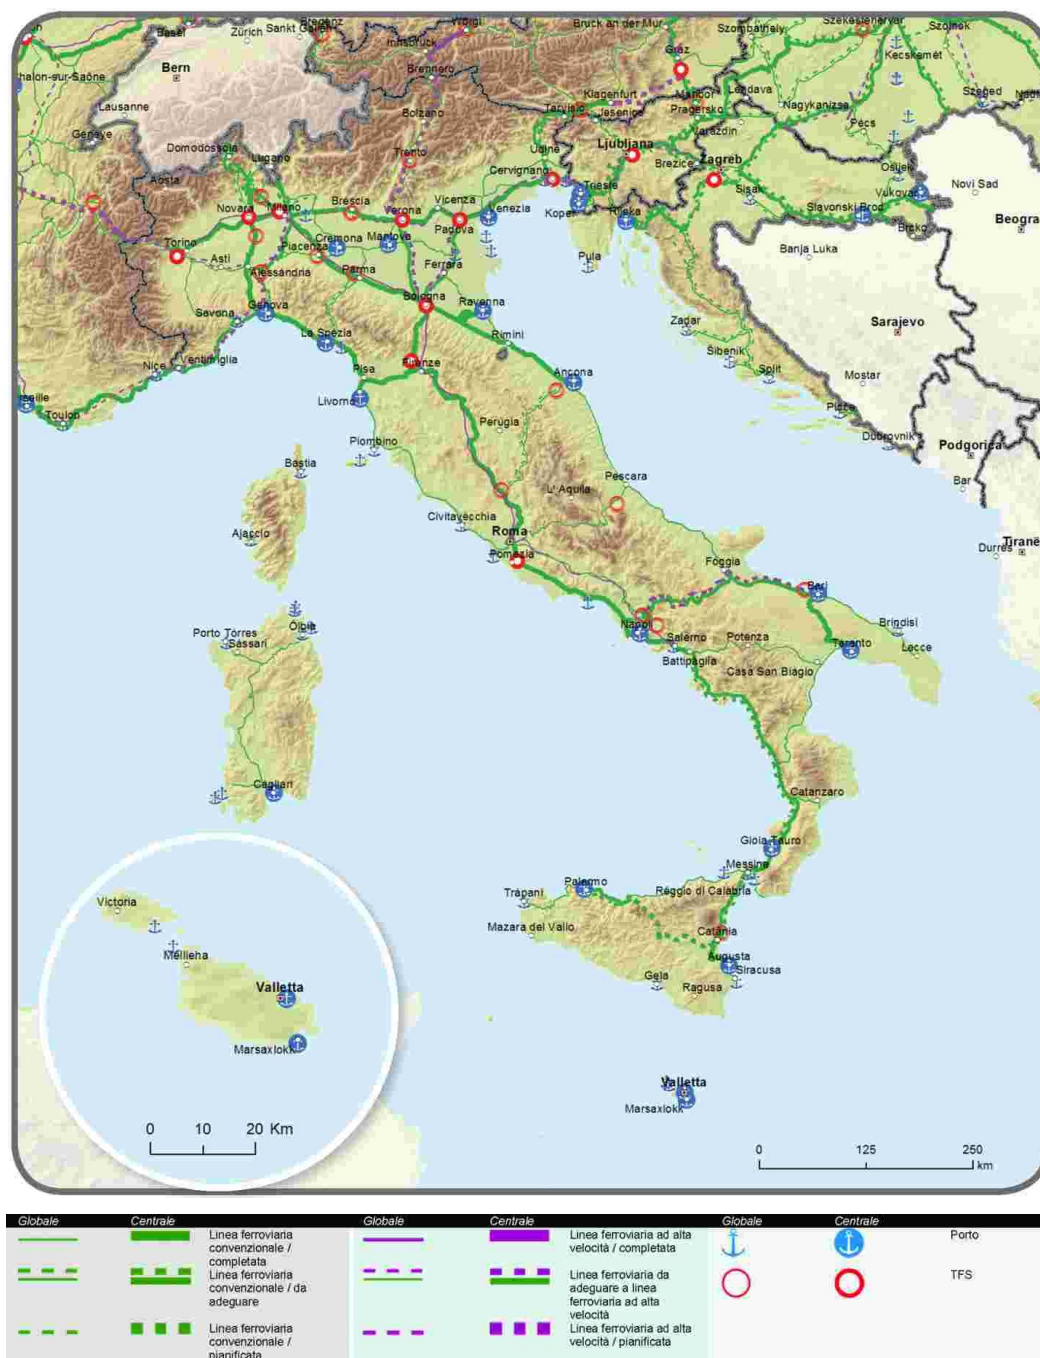 Basel
Zürich
Sankt Gallen
Bregenz
Wörgl
Bruck an der Mur
Szombathely
Székesfehérvár
Szolnok
Innsbruck
Graz
Kecskemét
Bern
Brennero
Chalon-sur-Saône
Klagenfurt
Maribor
Lendava
Szeged
Lausanne
Bolzano
Tarvisio
Jesenice
Pragersko
Nagykanizsa
Varazdin
Pécs
Genève
Domodossola
Lugano
Trento
Udine
Ljubljana
Brezice
Zagreb
Osijek
Aosta
Cervignano
Trieste
Sisak
Vukovar
Novi Sad
Novara
Milano
Brescia
Verona
Vicenza
Padova
Venezia
Koper
Rijeka
Slavonski Brod
Brcko
Beogra
Torino
Asti
Piacenza
Cremona
Mantova
Banja Luka
Alessandria
Parma
Ferrara
Pula
Genova
Bologna
Ravenna
Savona
La Spezia
Rimini
Zadar
Sarajevo
Nice
Ventimiglia
Pisa
Firenze
Ancona
Šibenik
Split
Mostar
Toulon
Livorno
Perugia
Ploce
Piombino
Dubrovnik
Podgorica
Bastia
L' Aquila
Pescara
Bar
Civitavecchia
Roma
Ajaccio
Pomezia
Foggia
Durres
Tiranë
Bari
Porto Tórres
Olbia
Sassari
Napoli
Salerno
Potenza
Brindisi
Battipaglia
Taranto
Lecce
Casa San Biagio
Cagliari
Catanzaro
Gioia Tauro
Messina
Palermo
Reggio di Calabria
Trapani
Mazara del Vallo
Catania
Augusta
Siracusa
Gela
Ragusa
Victoria
Mellieha
Valletta
Marsaxlokk
Valletta
Marsaxlokk
0 10 20 Km
0 125 250
km
Globale Centrale Globale Centrale Globale Centrale
Linea ferroviaria
convenzionale /
completata
Linea ferroviaria
convenzionale / da
adeguare
Linea ferroviaria
convenzionale /
pianificata
Linea ferroviaria ad alta
velocità / completata
Linea ferroviaria da
adeguare a linea
ferroviaria ad alta
velocità
Linea ferroviaria ad alta
velocità / pianificata
Porto
TFS